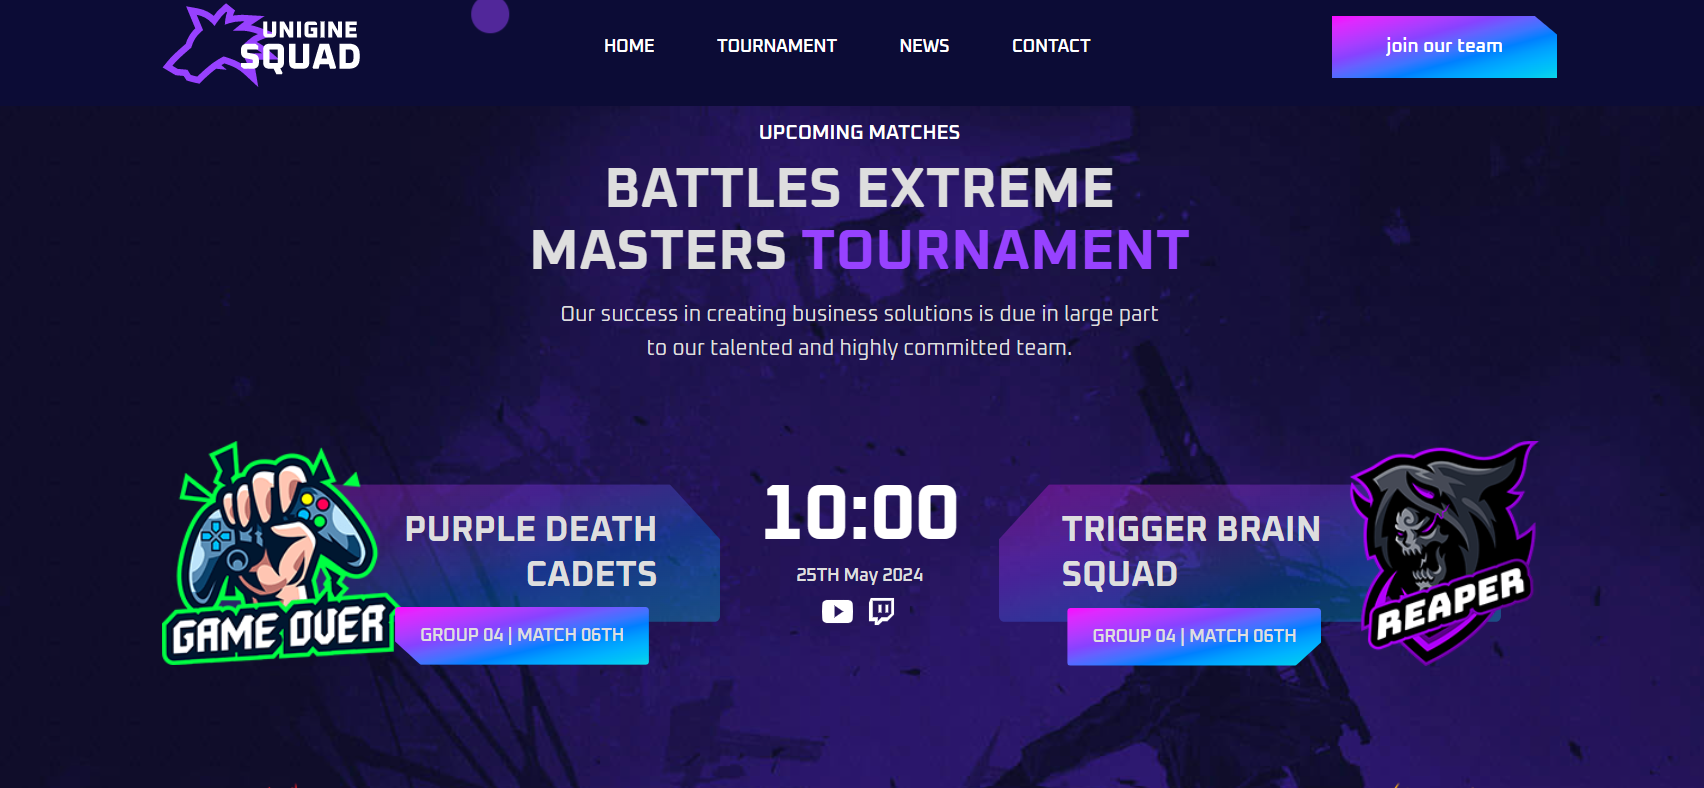 UNIGINE
SQUAD
HOME
TOURNAMENT
NEWS
CONTACT
join our team
UPCOMING MATCHES
BATTLES EXTREME
MASTERS TOURNAMENT
Our success in creating business solutions is due in large part
to our talented and highly committed team.
GAME OVER
PURPLE DEATH
CADETS
GROUP 04 | MATCH 06TH
10:00
25TH May 2024
TRIGGER BRAIN
SQUAD
GROUP 04 | MATCH 06TH
REAPER